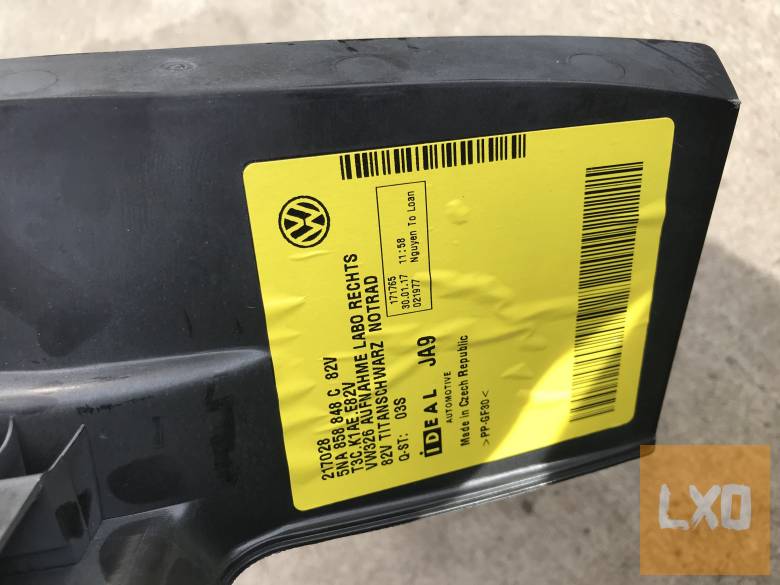 217028
5NA 858 848 C 82V
T3C.K1AE.E82V
VW326 AUFNAHME LABO RECHTS
82V TITANSCHWARZ NOTRAD
Q-ST: 03S
171765
30.01.17 11:58
021977 Nguyen To Loan
iDEAL JA9
AUTOMOTIVE
Made in Czech Republic
>PP-GF30<
LXO